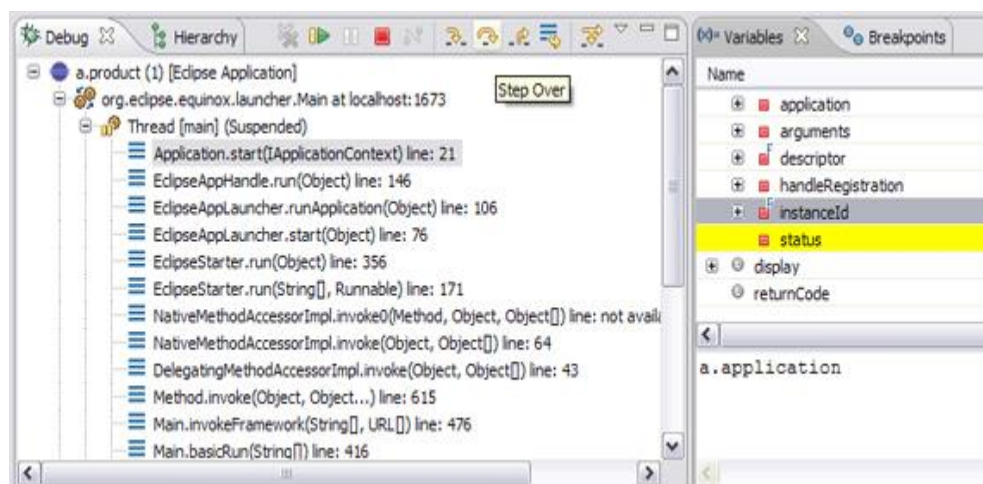 Debug
Hierarchy
a.product (1) [Eclipse Application]
org.eclipse.equinox.launcher.Main at localhost:1673
Step Over
Thread [main] (Suspended)
Application.start(IApplicationContext) line: 21
EclipseAppHandle.run(Object) line: 146
EclipseAppLauncher.runApplication(Object) line: 106
EclipseAppLauncher.start(Object) line: 76
EclipseStarter.run(Object) line: 356
EclipseStarter.run(String[], Runnable) line: 171
NativeMethodAccessorImpl.invoke0(Method, Object, Object[]) line: not availa
NativeMethodAccessorImpl.invoke(Object, Object[]) line: 64
DelegatingMethodAccessorImpl.invoke(Object, Object[]) line: 43
Method.invoke(Object, Object...) line: 615
Main.invokeFramework(String[], URL[]) line: 476
Main.basicRun(String[]) line: 416
(x)= Variables
Breakpoints
Name
application
arguments
F
descriptor
handleRegistration
F
instanceId
status
display
returnCode
a.application